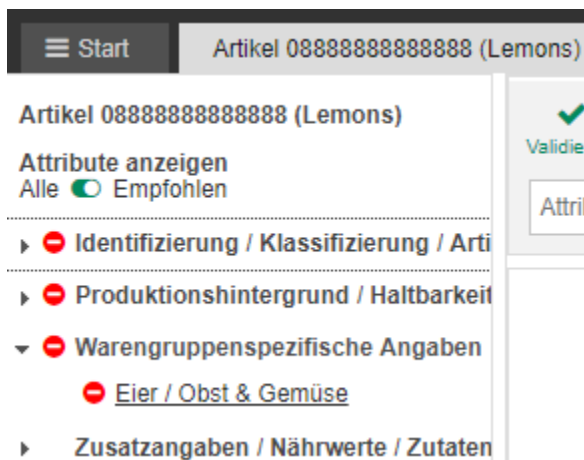 Start
Artikel 08888888888888 (Lemons)
Artikel 08888888888888 (Lemons)
Attribute anzeigen
Alle Empfohlen
Identifizierung / Klassifizierung / Arti
Produktionshintergrund / Haltbarkeit
Warengruppenspezifische Angaben
Eier / Obst & Gemüse
Zusatzangaben / Nährwerte / Zutaten
Validie
Attri